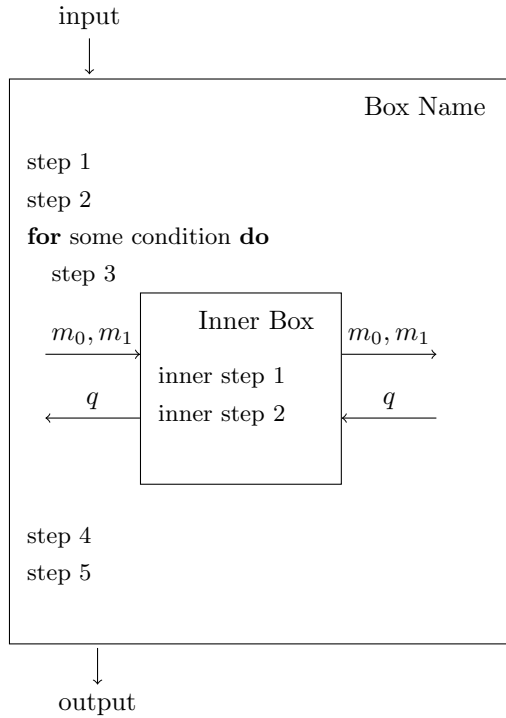 input
Box Name
step 1
step 2
for some condition do
step 3
Inner Box
m₀, m₁
m₀, m₁
inner step 1
q
inner step 2
q
step 4
step 5
output